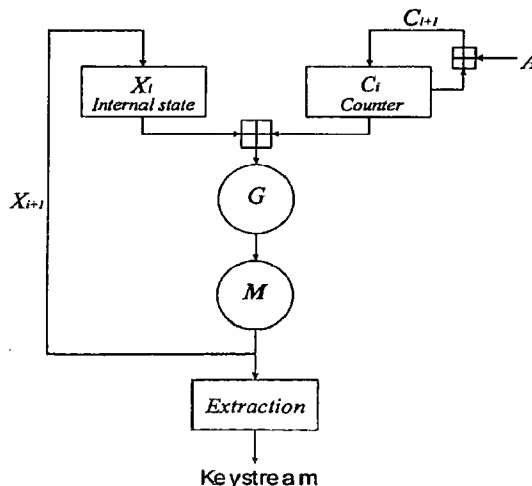 C_{i+1}
A
X_i
Internal state
C_i
Counter
X_{i+1}
G
M
Extraction
Keystream